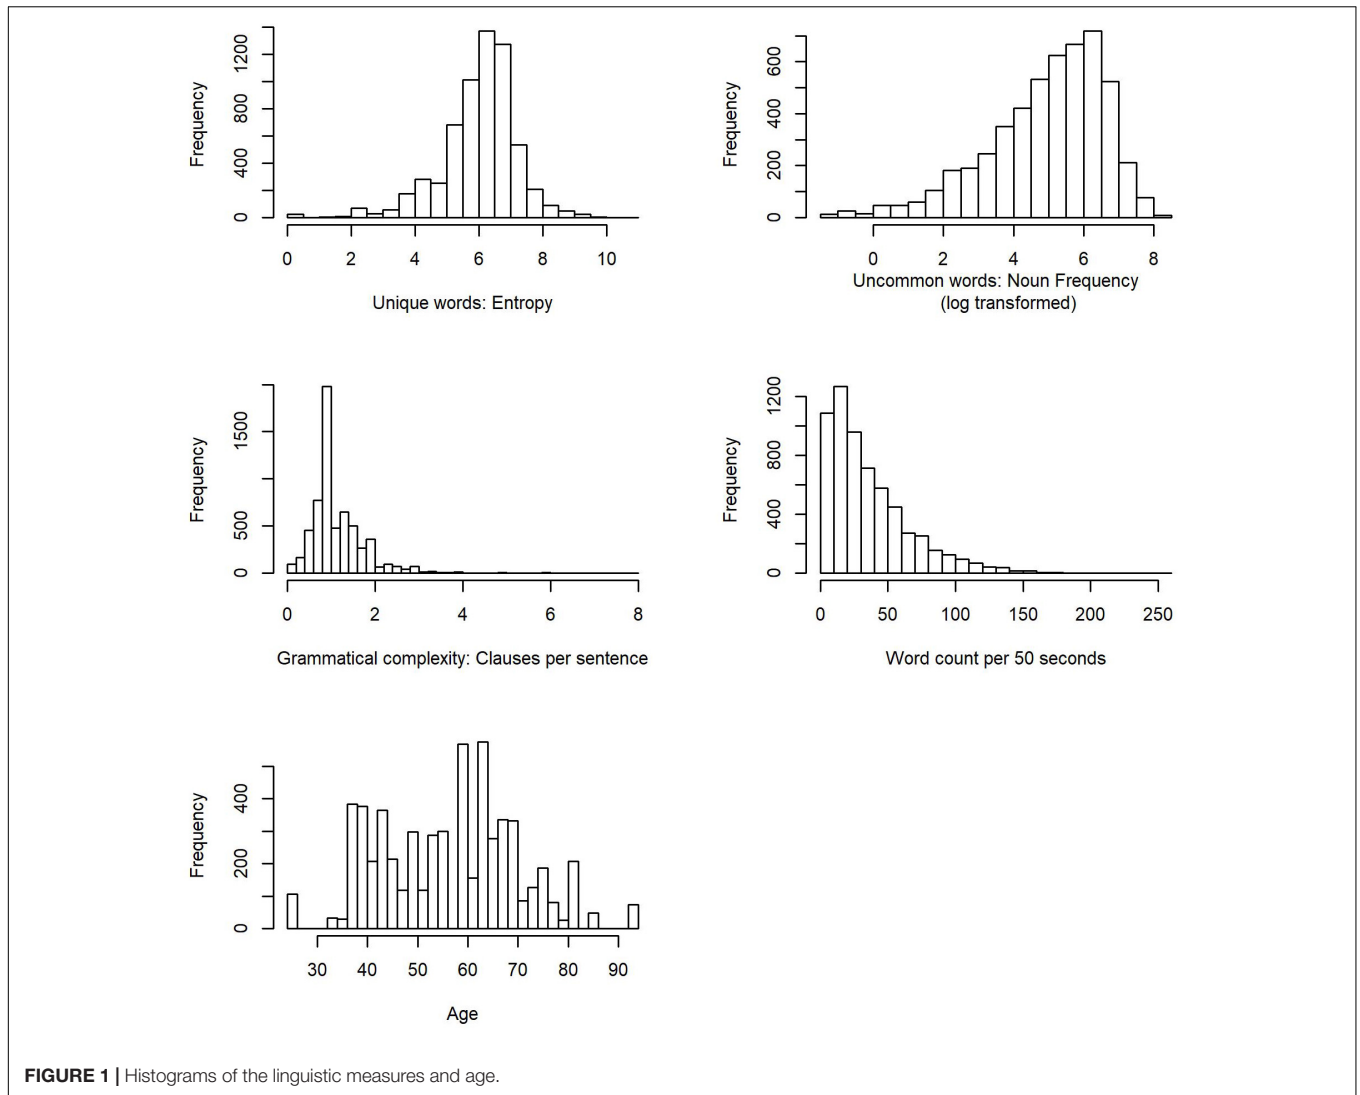 Frequency
0 400 800 1200
0 2 4 6 8 10
Unique words: Entropy
Frequency
0 200 400 600
0 2 4 6 8
Uncommon words: Noun Frequency
(log transformed)
Frequency
0 500 1500
0 2 4 6 8
Grammatical complexity: Clauses per sentence
Frequency
0 400 800 1200
0 50 100 150 200 250
Word count per 50 seconds
Frequency
0 200 400
30 40 50 60 70 80 90
Age
FIGURE 1 | Histograms of the linguistic measures and age.